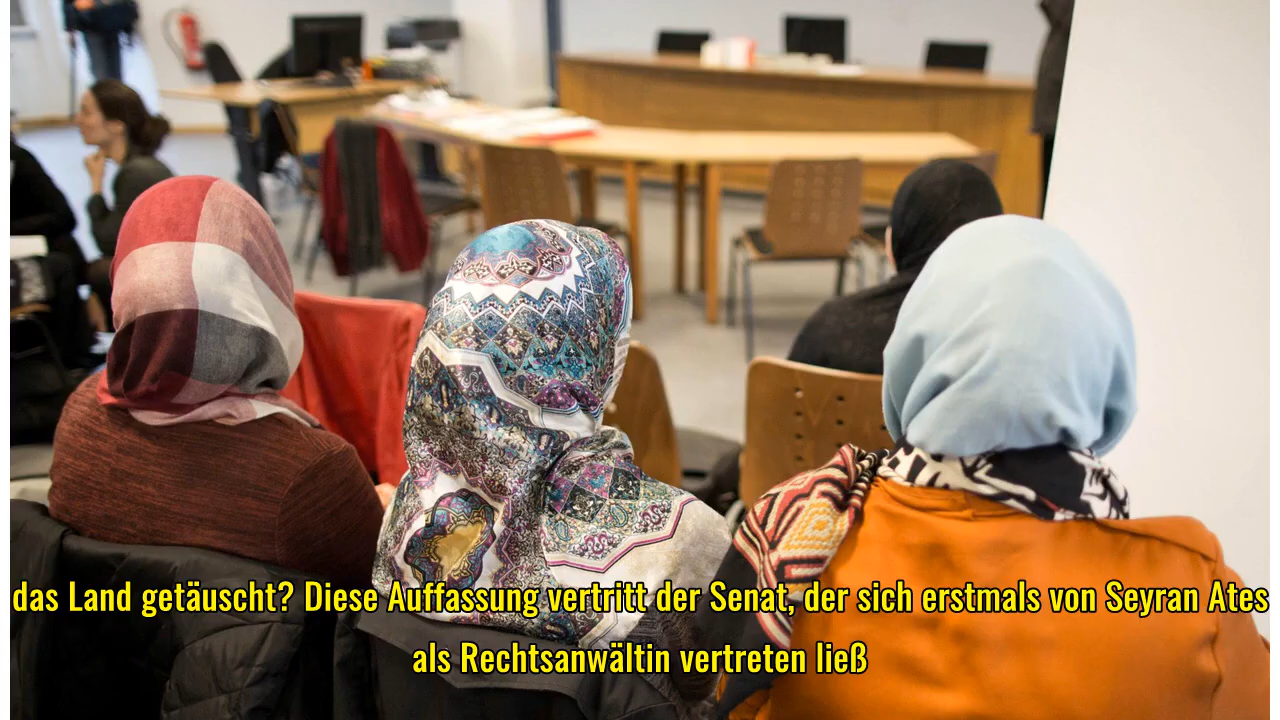 das Land getäuscht? Diese Auffassung vertritt der Senat, der sich erstmals von Seyran Ates
als Rechtsanwältin vertreten ließ